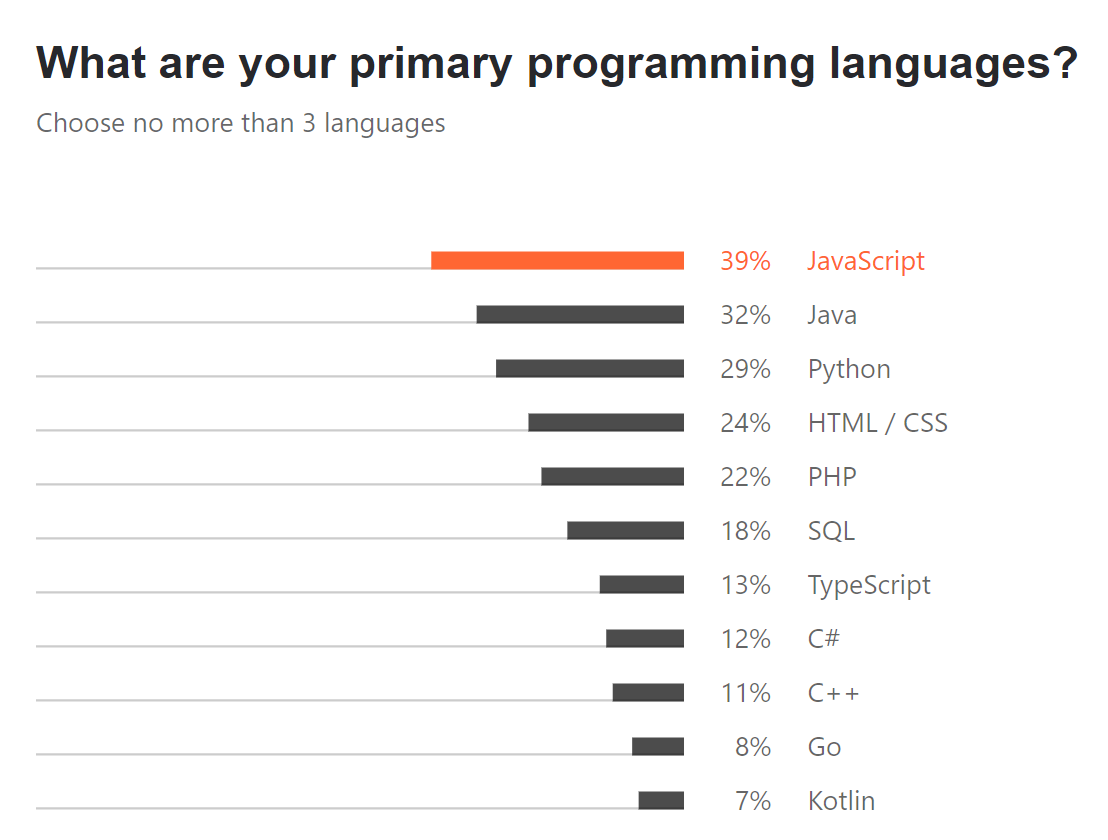 What are your primary programming languages?
Choose no more than 3 languages
39% JavaScript
32% Java
29% Python
24% HTML / CSS
22% PHP
18% SQL
13% TypeScript
12% C#
11% C++
8% Go
7% Kotlin